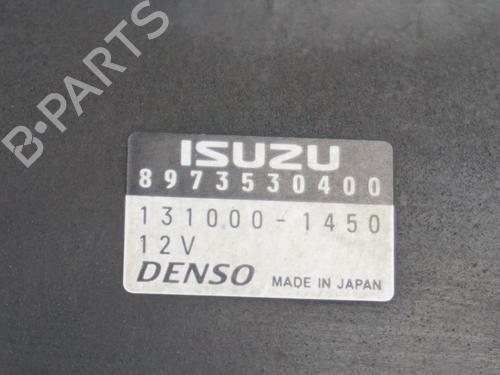 B-PARTS
ISUZU
8973530400
131000-1450
12V
DENSO MADE IN JAPAN